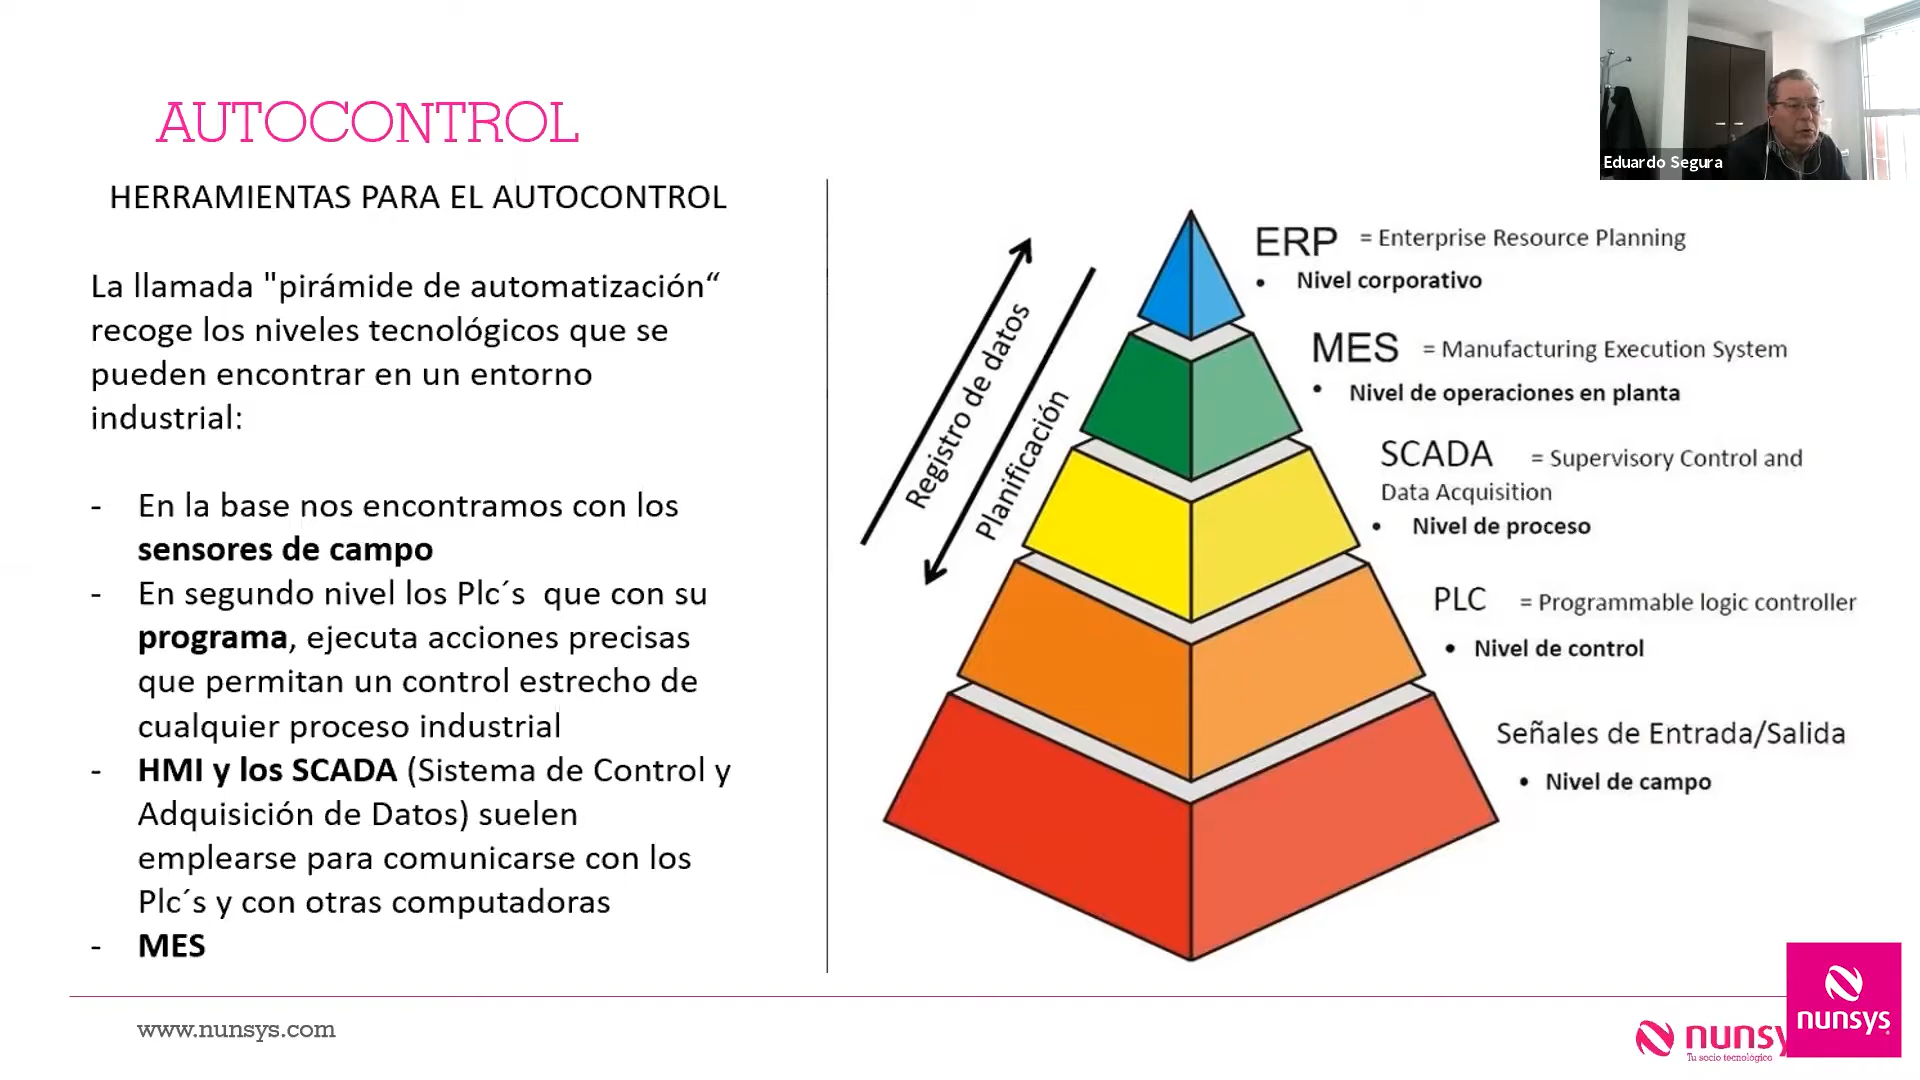 AUTOCONTROL
Eduardo Segura
HERRAMIENTAS PARA EL AUTOCONTROL
La llamada "pirámide de automatización“
recoge los niveles tecnológicos que se
pueden encontrar en un entorno
industrial:
- En la base nos encontramos con los
sensores de campo
- En segundo nivel los Plc´s que con su
programa, ejecuta acciones precisas
que permitan un control estrecho de
cualquier proceso industrial
- HMI y los SCADA (Sistema de Control y
Adquisición de Datos) suelen
emplearse para comunicarse con los
Plc´s y con otras computadoras
- MES
Registro de datos
Planificación
ERP = Enterprise Resource Planning
• Nivel corporativo
MES = Manufacturing Execution System
• Nivel de operaciones en planta
SCADA = Supervisory Control and
Data Acquisition
• Nivel de proceso
PLC = Programmable logic controller
• Nivel de control
Señales de Entrada/Salida
• Nivel de campo
www.nunsys.com
nunsy
Tu socio tecnológico
nunsys